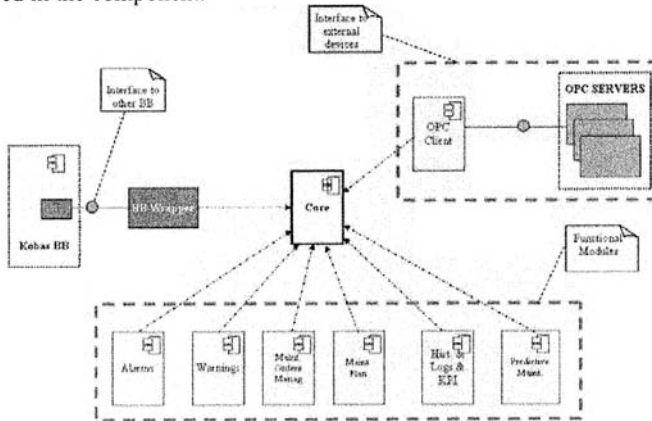 ed in the component.
Interface to
external
devices
Interface to
other BB
OPC SERVERS
OPC
Client
BB Wrapper
Core
Kobas BB
Functional
Modules
Alarms
Warnings
Maint.
Orders
Manag
Maint.
Plan
Hist. &
Logs &
KPI
Predictive
Maint.